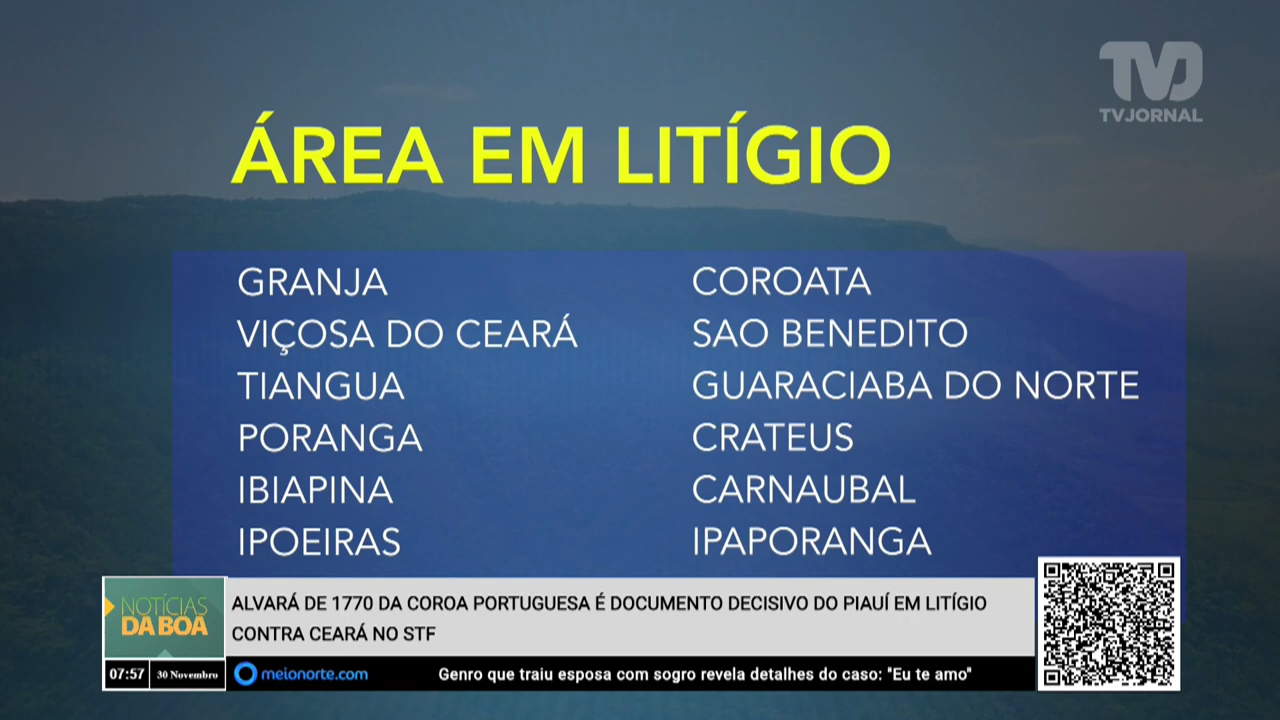 TVJ
TVJORNAL
ÁREA EM LITÍGIO
GRANJA
VIÇOSA DO CEARÁ
TIANGUA
PORANGA
IBIAPINA
IPOEIRAS
COROATA
SAO BENEDITO
GUARACIABA DO NORTE
CRATEUS
CARNAUBAL
IPAPORANGA
NOTÍCIAS
DA BOA
ALVARÁ DE 1770 DA COROA PORTUGUESA É DOCUMENTO DECISIVO DO PIAUÍ EM LITÍGIO
CONTRA CEARÁ NO STF
07:57 30 Novembro
meionorte.com
Genro que traiu esposa com sogro revela detalhes do caso: "Eu te amo"